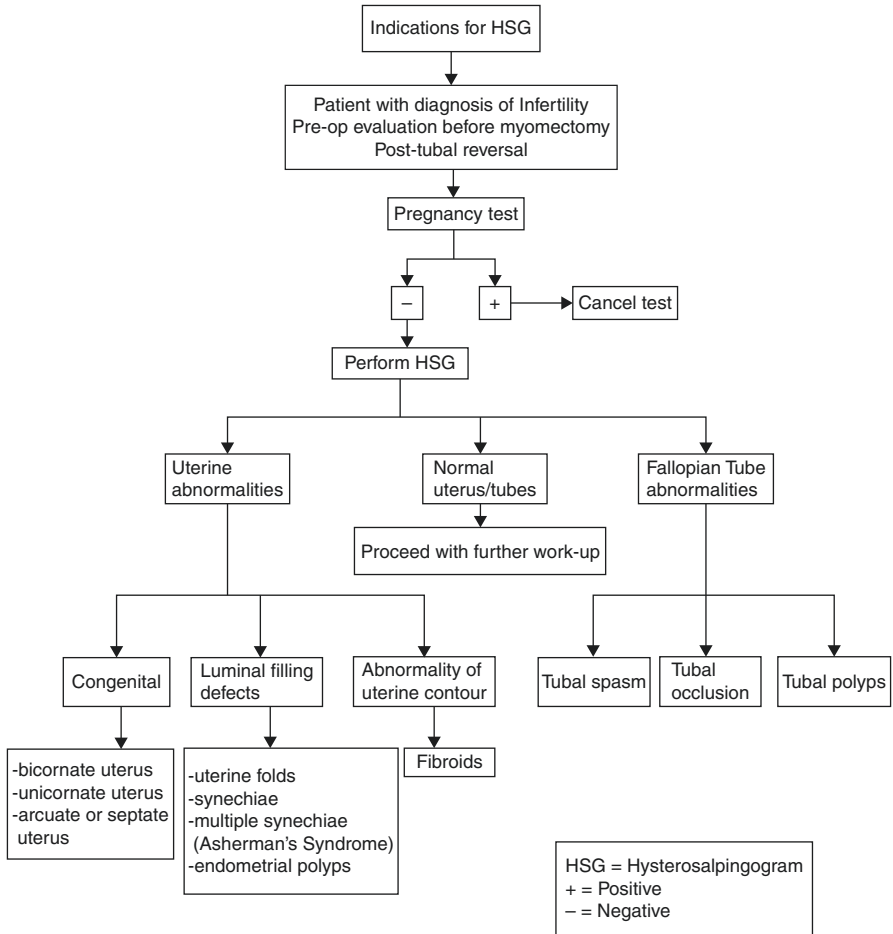 Indications for HSG
Patient with diagnosis of Infertility
Pre-op evaluation before myomectomy
Post-tubal reversal
Pregnancy test
–
+
Cancel test
Perform HSG
Uterine
abnormalities
Normal
uterus/tubes
Fallopian Tube
abnormalities
Proceed with further work-up
Congenital
Luminal filling
defects
Abnormality of
uterine contour
Tubal spasm
Tubal
occlusion
Tubal polyps
-bicornate uterus
-unicornate uterus
-arcuate or septate
uterus
-uterine folds
-synechiae
-multiple synechiae
(Asherman's Syndrome)
-endometrial polyps
Fibroids
HSG = Hysterosalpingogram
+ = Positive
– = Negative